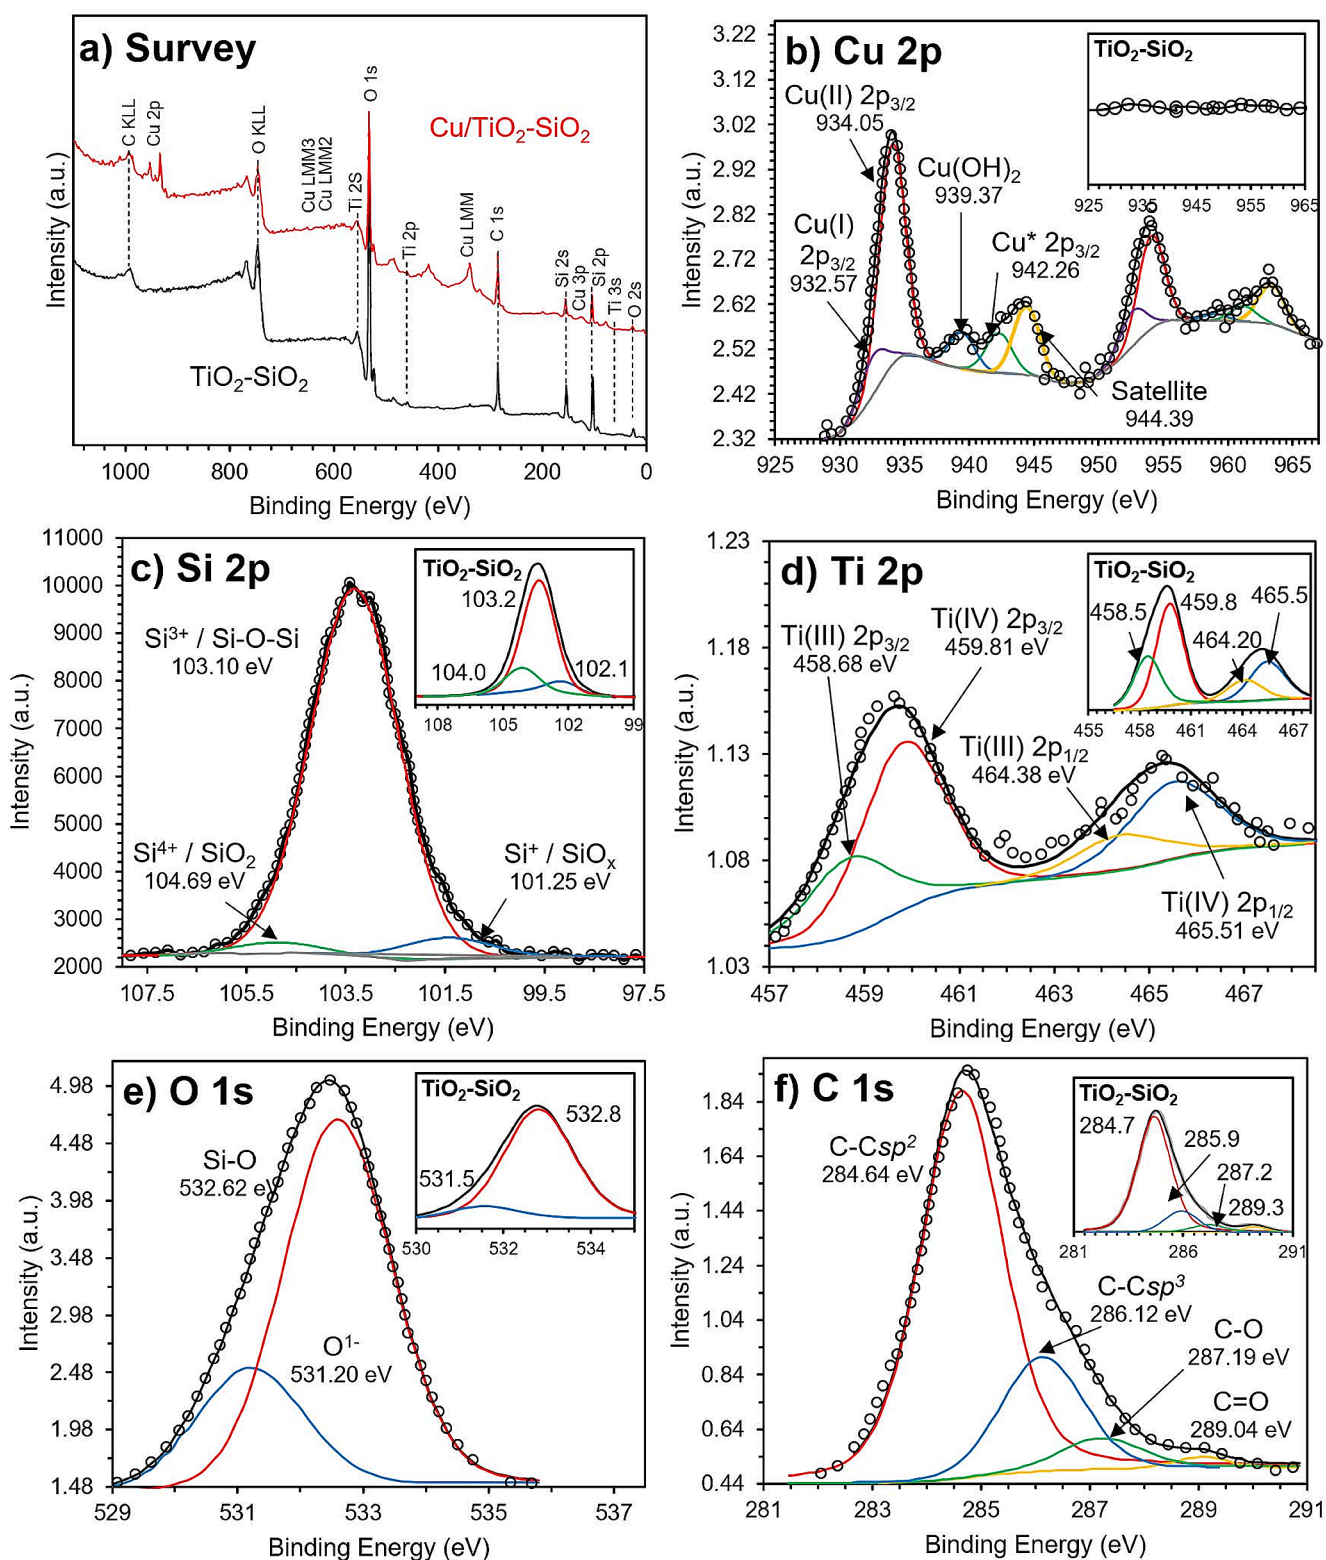 a) Survey
C KLL
Cu 2p
O KLL
Cu LMM3
Cu LMM2
Ti 2S
O 1s
Ti 2p
Cu LMM
C 1s
Si 2s
Cu 3p
Si 2p
Ti 3s
O 2s
Cu/TiO2-SiO2
TiO2-SiO2
Intensity (a.u.)
1000 800 600 400 200 0
Binding Energy (eV)
b) Cu 2p
3.22
3.12
3.02
2.92
2.82
2.72
2.62
2.52
2.42
2.32
Intensity (a.u.)
Cu(II) 2p3/2
934.05
Cu(I)
2p3/2
932.57
Cu(OH)2
939.37
Cu* 2p3/2
942.26
Satellite
944.39
TiO2-SiO2
925 935 945 955 965
925 930 935 940 945 950 955 960 965
Binding Energy (eV)
c) Si 2p
11000
10000
9000
8000
7000
6000
5000
4000
3000
2000
Intensity (a.u.)
Si3+ / Si-O-Si
103.10 eV
Si4+ / SiO2
104.69 eV
Si+ / SiOx
101.25 eV
TiO2-SiO2
103.2
104.0
102.1
108 105 102 99
107.5 105.5 103.5 101.5 99.5 97.5
Binding Energy (eV)
d) Ti 2p
1.23
1.18
1.13
1.08
1.03
Intensity (a.u.)
Ti(III) 2p3/2
458.68 eV
Ti(IV) 2p3/2
459.81 eV
Ti(III) 2p1/2
464.38 eV
Ti(IV) 2p1/2
465.51 eV
TiO2-SiO2
458.5
459.8
464.20
465.5
455 458 461 464 467
457 459 461 463 465 467
Binding Energy (eV)
e) O 1s
4.98
4.48
3.98
3.48
2.98
2.48
1.98
1.48
Intensity (a.u.)
Si-O
532.62 eV
O1-
531.20 eV
TiO2-SiO2
532.8
531.5
530 532 534
529 531 533 535 537
Binding Energy (eV)
f) C 1s
1.84
1.64
1.44
1.24
1.04
0.84
0.64
0.44
Intensity (a.u.)
C-Csp2
284.64 eV
C-Csp3
286.12 eV
C-O
287.19 eV
C=O
289.04 eV
TiO2-SiO2
284.7
285.9
287.2
289.3
281 286 291
281 283 285 287 289 291
Binding Energy (eV)